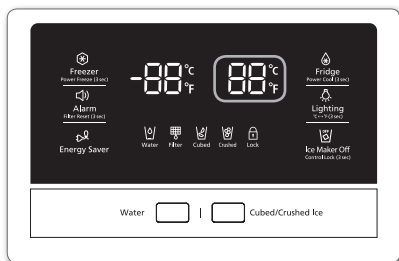 Freezer
Power Freeze (3 sec)
Alarm
Filter Reset (3 sec)
Energy Saver
-88 °C °F
88 °C °F
Water Filter Cubed Crushed Lock
Fridge
Power Cool (3 sec)
Lighting
°C↔°F (3 sec)
OFF
Ice Maker Off
Control Lock (3 sec)
Water | Cubed/Crushed Ice